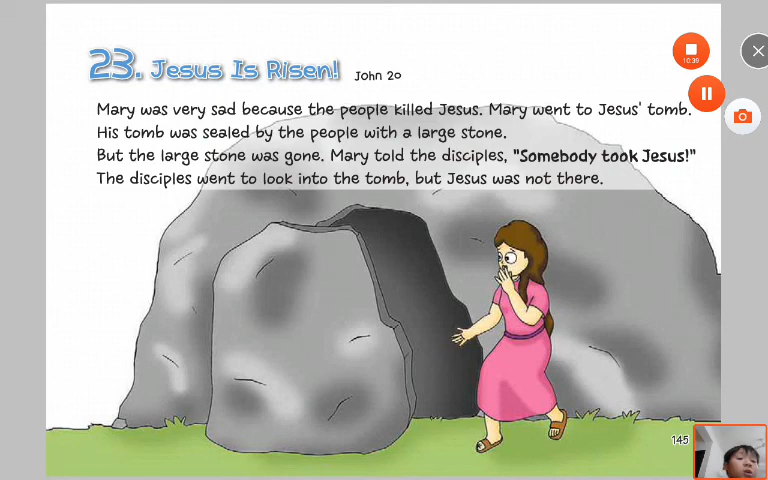 23. Jesus Is Risen! John 20
Mary was very sad because the people killed Jesus. Mary went to Jesus' tomb.
His tomb was sealed by the people with a large stone.
But the large stone was gone. Mary told the disciples, "Somebody took Jesus!"
The disciples went to look into the tomb, but Jesus was not there.
10:39
145